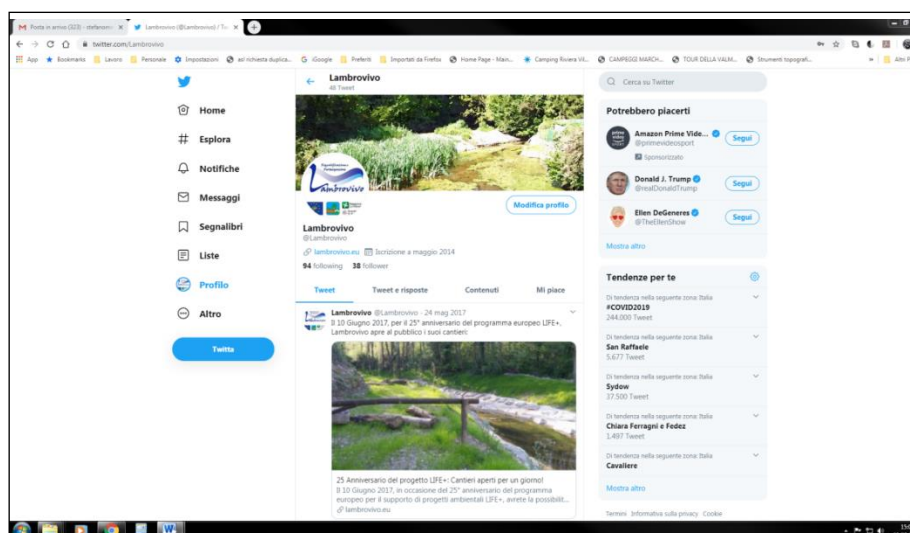 Posta in arrivo (323) - stefanom
Lambrovivo (@Lambrovivo) / Tw
twitter.com/Lambrovivo
App
Bookmarks
Lavoro
Personale
Impostazioni
asl richiesta duplica...
iGoogle
Preferiti
Importati da Firefox
Home Page - Main...
Camping Riviera Vil...
CAMPEGGI MARCH...
TOUR DELLA VALM...
Strumenti topografi...
Home
Esplora
Notifiche
Messaggi
Segnalibri
Liste
Profilo
Altro
Twitta
Lambrovivo
48 Tweet
Lambrovivo
Modifica profilo
Lambrovivo
@Lambrovivo
lambrovivo.eu Iscrizione a maggio 2014
94 following 38 follower
Tweet Tweet e risposte Contenuti Mi piace
Lambrovivo @Lambrovivo · 24 mag 2017
Il 10 Giugno 2017, per il 25° anniversario del programma europeo LIFE+,
Lambrovivo apre al pubblico i suoi cantieri:
25 Anniversario del progetto LIFE+: Cantieri aperti per un giorno!
Il 10 Giugno 2017, in occasione del 25° anniversario del programma
europeo per il supporto di progetti ambientali LIFE+, avrete la possibilit...
lambrovivo.eu
Cerca su Twitter
Potrebbero piacerti
Amazon Prime Vide...
@primevideosport
Sponsorizzato
Segui
Donald J. Trump
@realDonaldTrump
Segui
Ellen DeGeneres
@TheEllenShow
Segui
Mostra altro
Tendenze per te
Di tendenza nella seguente zona: Italia
#COVID2019
244.000 Tweet
Di tendenza nella seguente zona: Italia
San Raffaele
5.677 Tweet
Di tendenza nella seguente zona: Italia
Sydow
37.500 Tweet
Di tendenza nella seguente zona: Italia
Chiara Ferragni e Fedez
1.497 Tweet
Di tendenza nella seguente zona: Italia
Cavaliere
Mostra altro
Termini Informativa sulla privacy Cookie